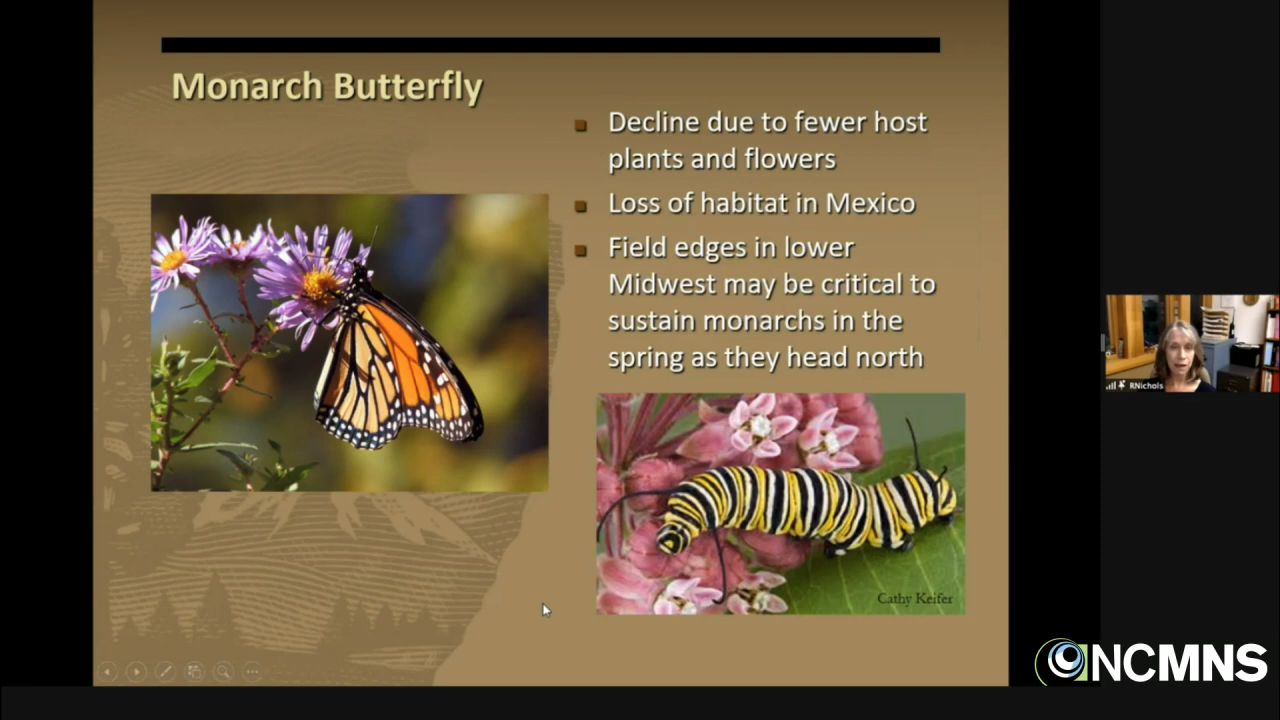 Monarch Butterfly
Decline due to fewer host
plants and flowers
Loss of habitat in Mexico
Field edges in lower
Midwest may be critical to
sustain monarchs in the
spring as they head north
Cathy Keifer
RNichols
NCMNS